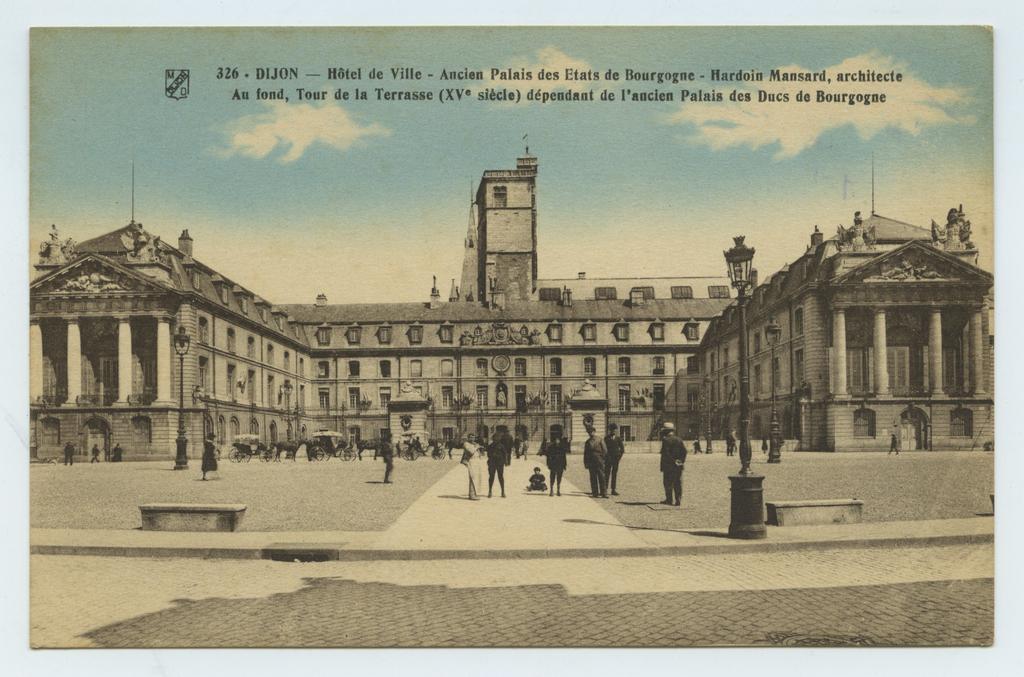 326 - DIJON — Hôtel de Ville - Ancien Palais des Etats de Bourgogne - Hardoin Mansard, architecte
Au fond, Tour de la Terrasse (XVe siècle) dépendant de l'ancien Palais des Ducs de Bourgogne